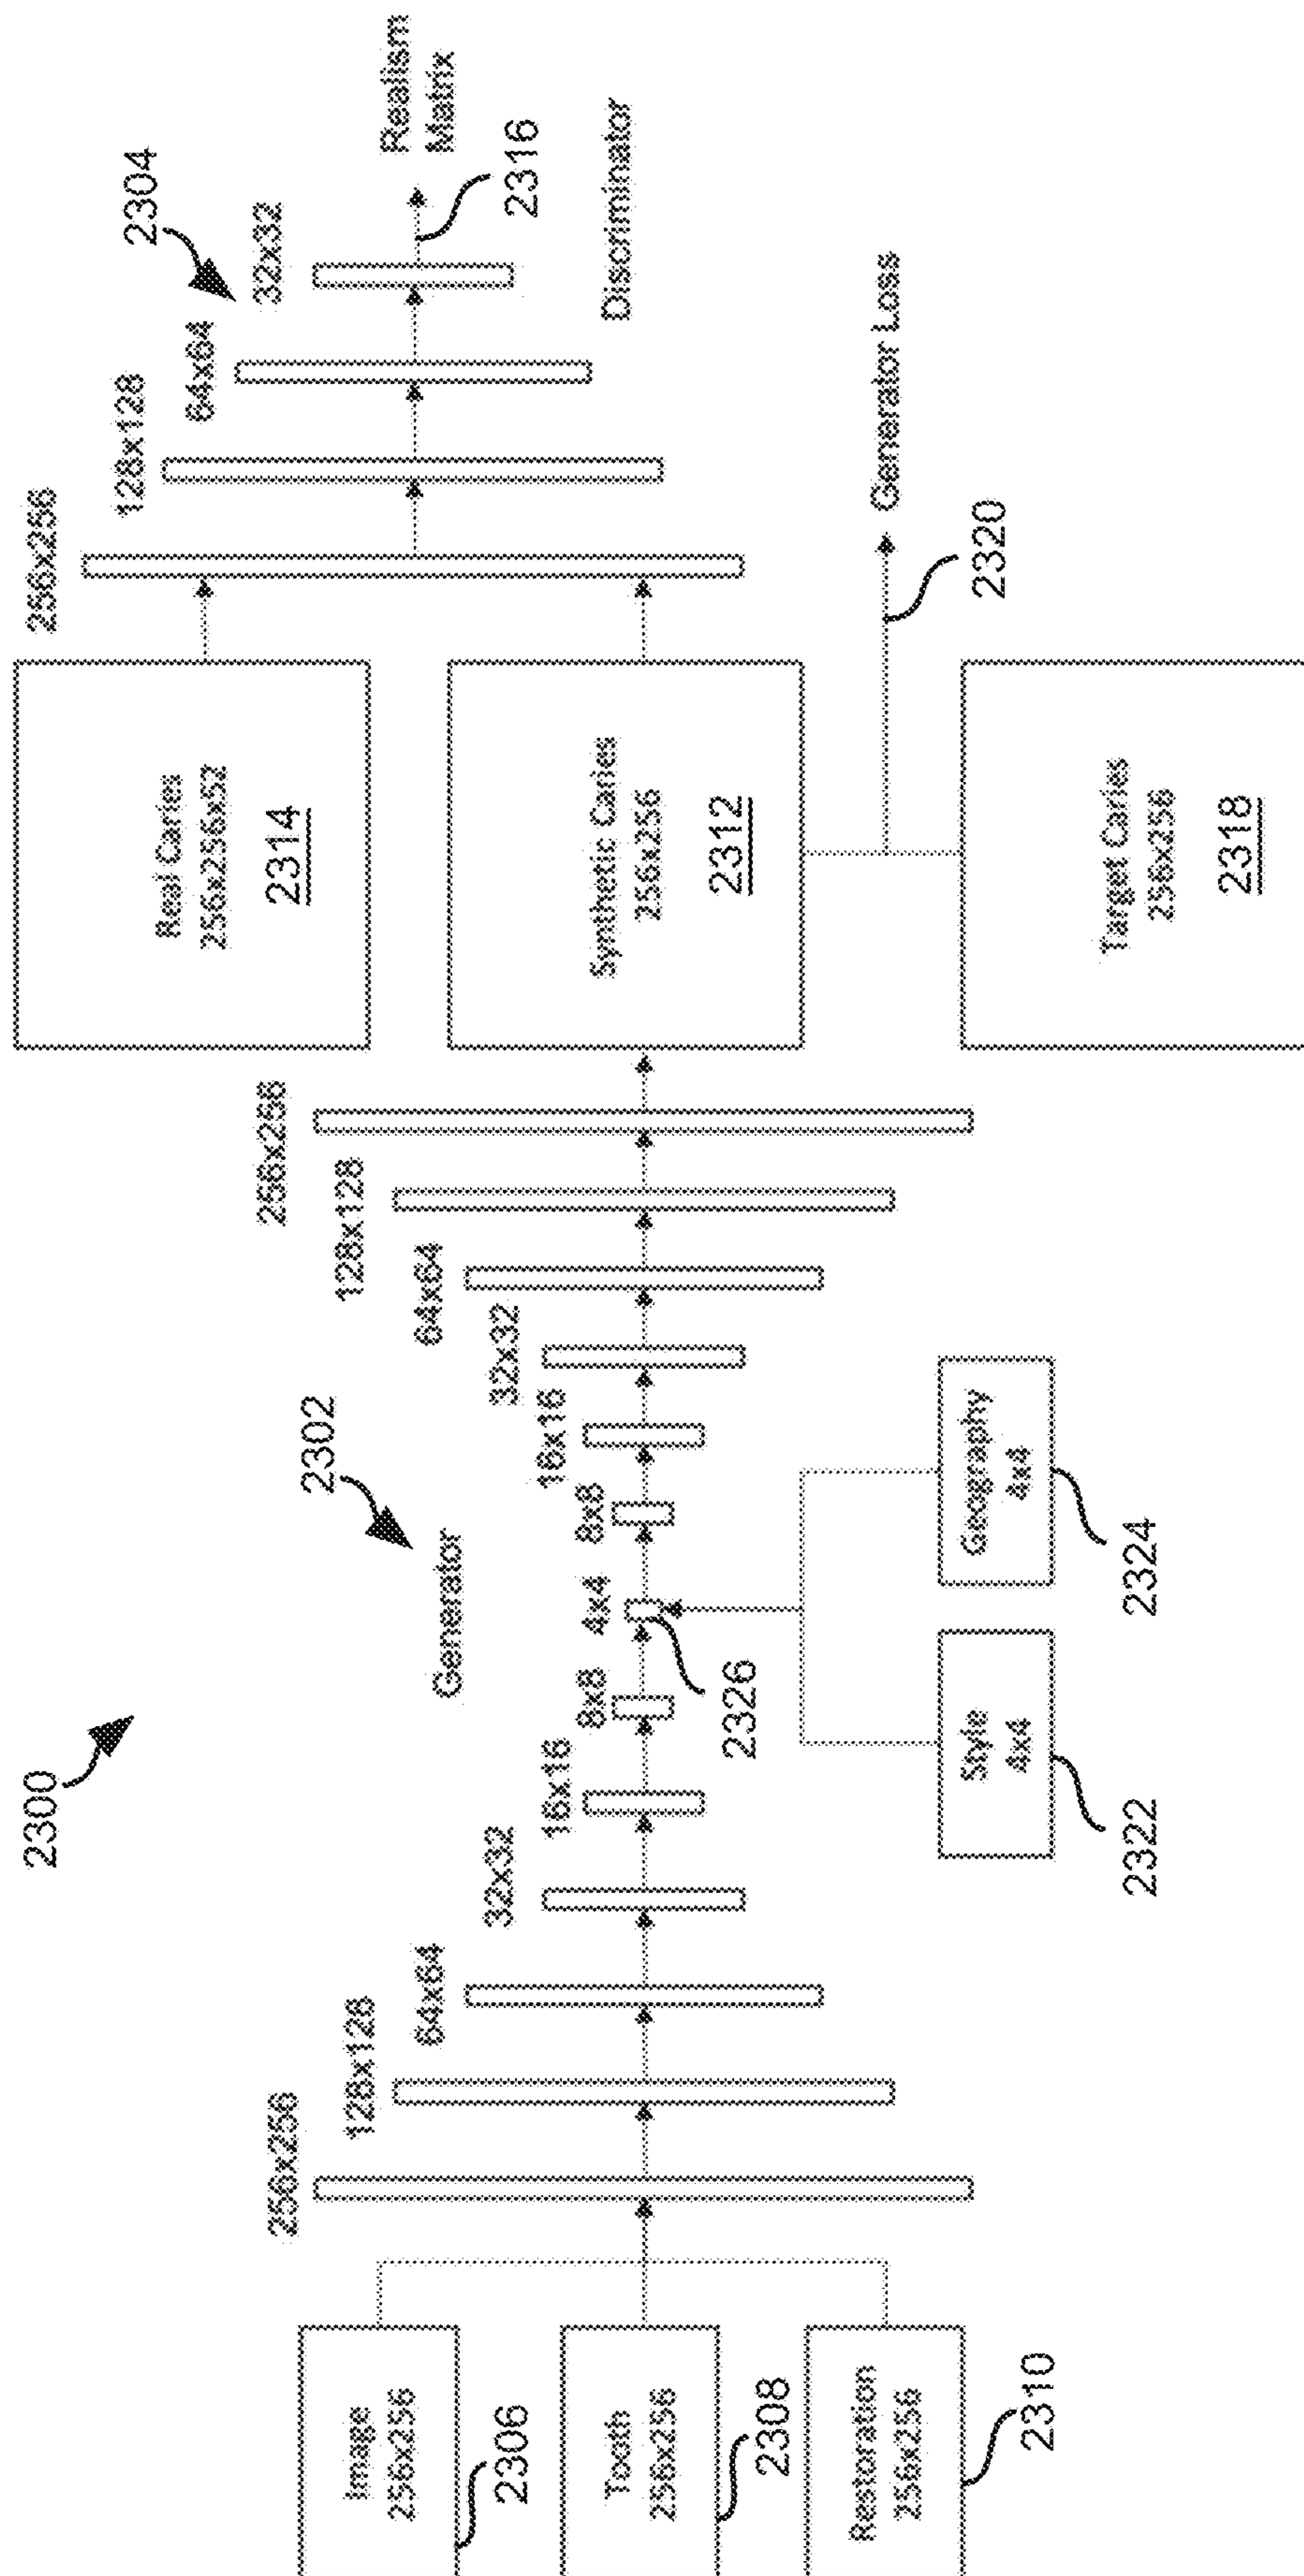 2300
Image
256x256
2306
Tooth
256x256
2308
Restoration
256x256
2310
256x256
128x128
64x64
32x32
16x16
8x8
4x4
2326
Generator
2302
Style
4x4
2322
Geography
4x4
2324
8x8
16x16
32x32
64x64
128x128
256x256
Real Caries
256x256x52
2314
Synthetic Caries
256x256
2312
Target Caries
256x256
2318
256x256
128x128
64x64
32x32
2304
Realism
Matrix
2316
Discriminator
Generator Loss
2320